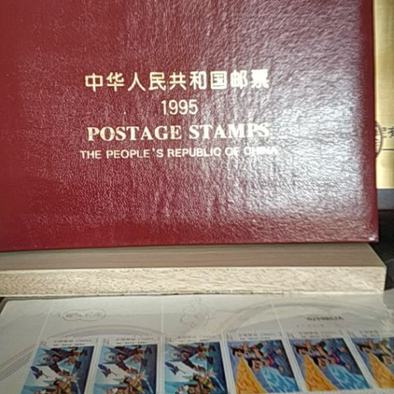 中华人民共和国邮票
1995
POSTAGE STAMPS
THE PEOPLE'S REPUBLIC OF CHINA